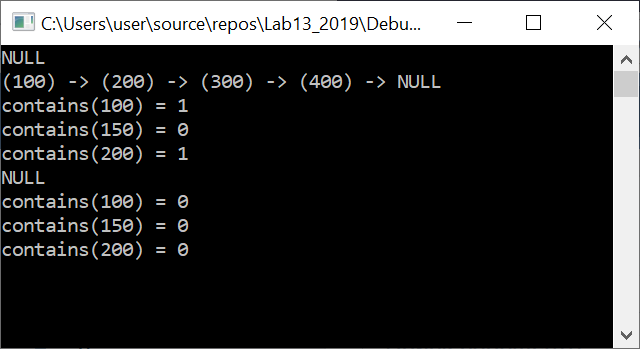 C:\Users\user\source\repos\Lab13_2019\Debu...
NULL
(100) -> (200) -> (300) -> (400) -> NULL
contains(100) = 1
contains(150) = 0
contains(200) = 1
NULL
contains(100) = 0
contains(150) = 0
contains(200) = 0